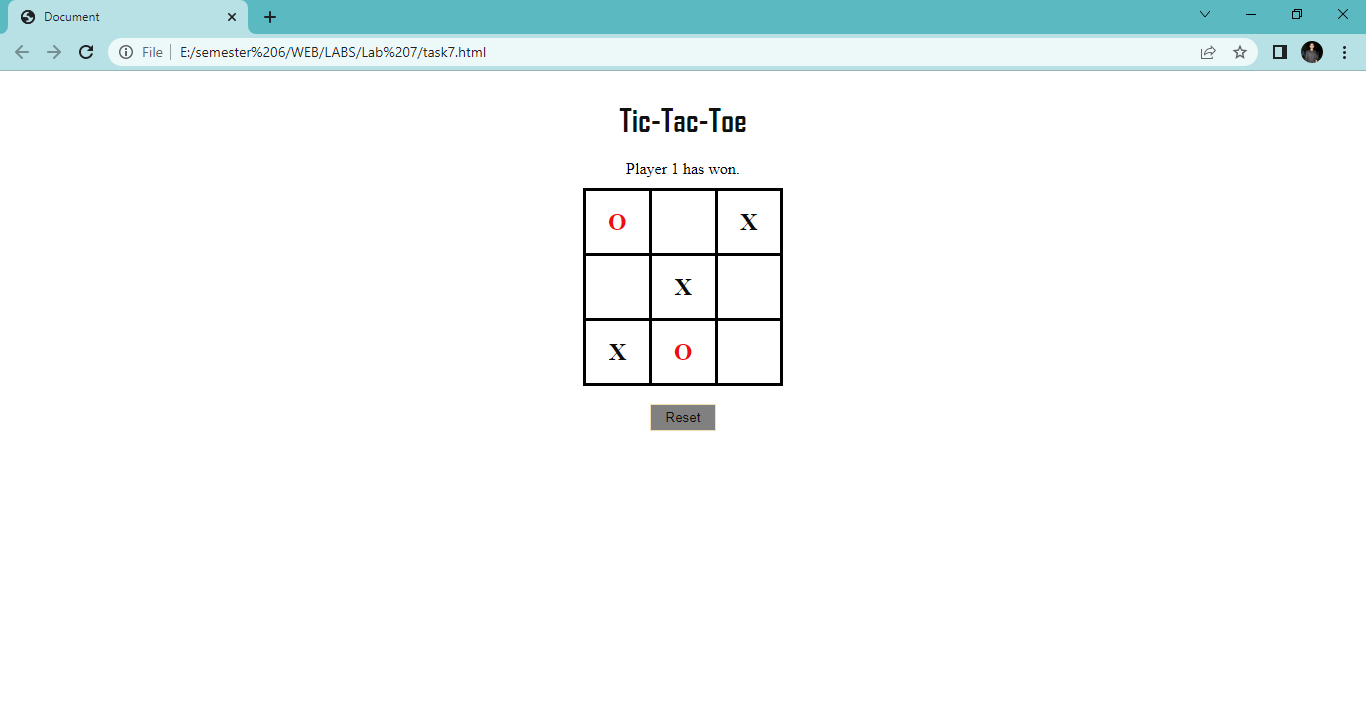 Document
File E:/semester%206/WEB/LABS/Lab%207/task7.html
Tic-Tac-Toe
Player 1 has won.
O X
X
X O
Reset